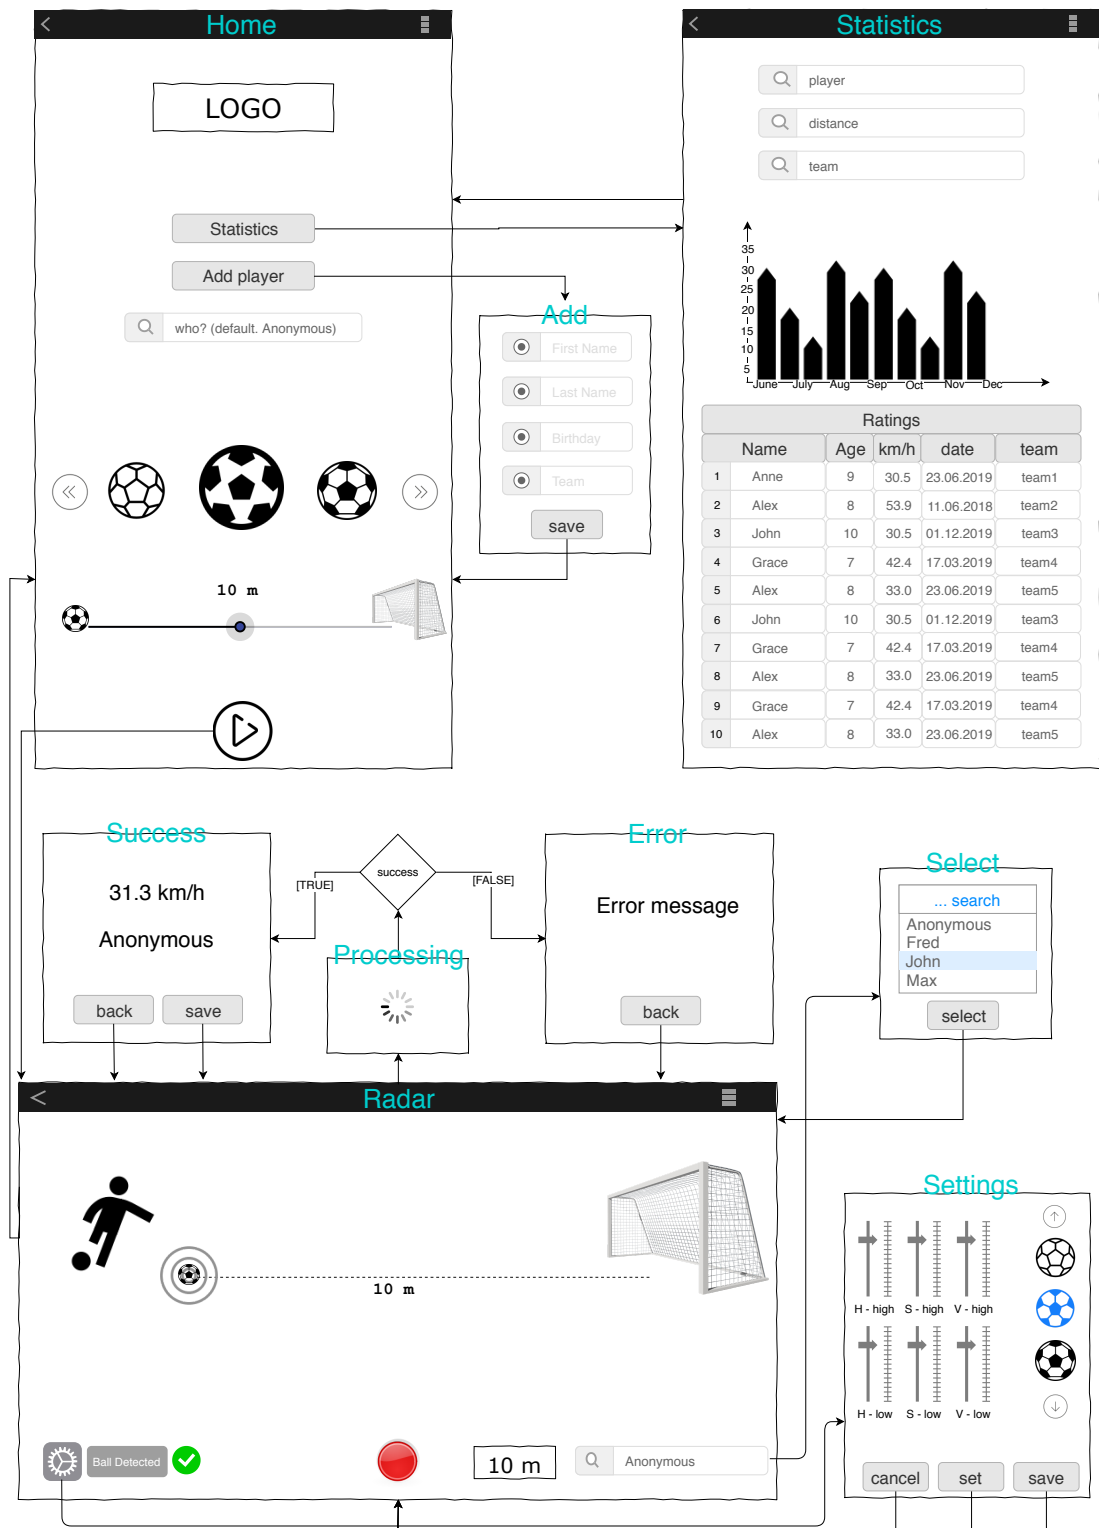 Home
LOGO
Statistics
Add player
who? (default. Anonymous)
10 m
Add
First Name
Last Name
Birthday
Team
save
Statistics
player
distance
team
35
30
25
20
15
10
5
June July Aug Sep Oct Nov Dec
Ratings
Name Age km/h date team
1 Anne 9 30.5 23.06.2019 team1
2 Alex 8 53.9 11.06.2018 team2
3 John 10 30.5 01.12.2019 team3
4 Grace 7 42.4 17.03.2019 team4
5 Alex 8 33.0 23.06.2019 team5
6 John 10 30.5 01.12.2019 team3
7 Grace 7 42.4 17.03.2019 team4
8 Alex 8 33.0 23.06.2019 team5
9 Grace 7 42.4 17.03.2019 team4
10 Alex 8 33.0 23.06.2019 team5
Success
31.3 km/h
Anonymous
back save
success
[TRUE]
[FALSE]
Processing
Error
Error message
back
Select
... search
Anonymous
Fred
John
Max
select
Radar
10 m
Ball Detected
10 m
Anonymous
Settings
H - high S - high V - high
H - low S - low V - low
cancel set save